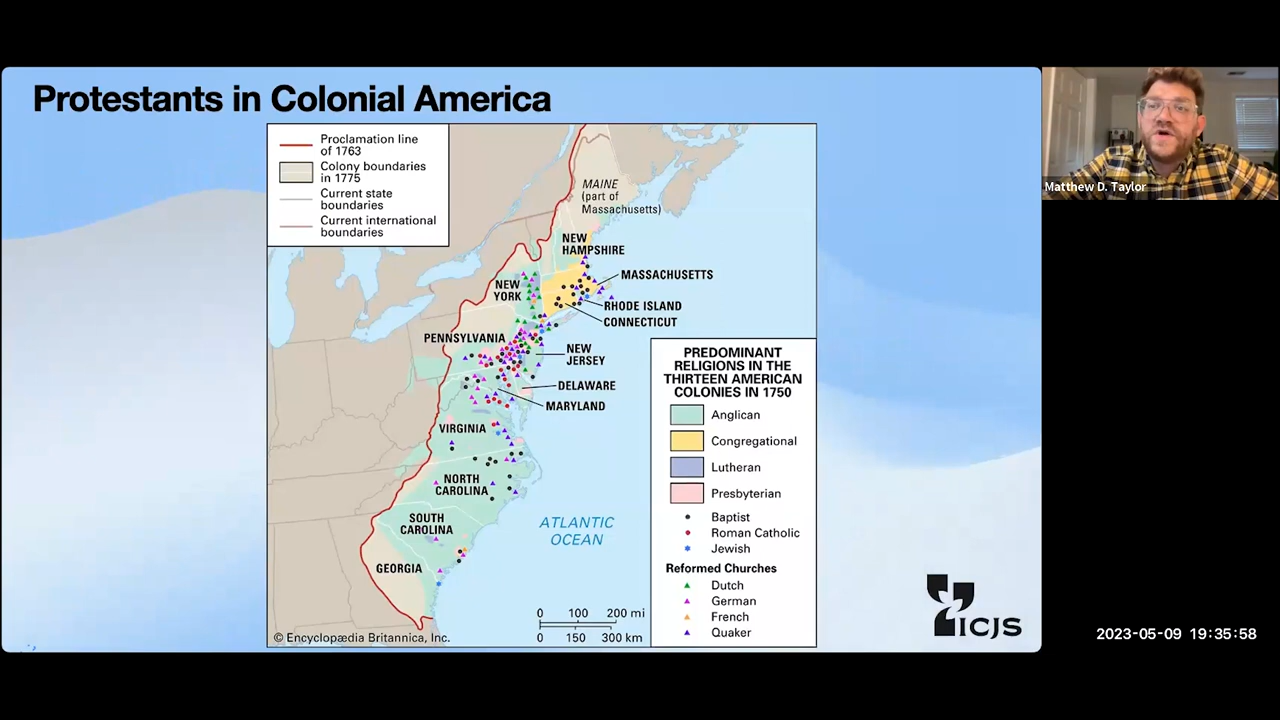 Protestants in Colonial America
Proclamation line
of 1763
Colony boundaries
in 1775
Current state
boundaries
Current international
boundaries
MAINE
(part of
Massachusetts)
NEW
HAMPSHIRE
MASSACHUSETTS
NEW
YORK
RHODE ISLAND
CONNECTICUT
PENNSYLVANIA
NEW
JERSEY
DELAWARE
MARYLAND
VIRGINIA
NORTH
CAROLINA
SOUTH
CAROLINA
ATLANTIC
OCEAN
GEORGIA
0 100 200 mi
0 150 300 km
© Encyclopædia Britannica, Inc.
PREDOMINANT
RELIGIONS IN THE
THIRTEEN AMERICAN
COLONIES IN 1750
Anglican
Congregational
Lutheran
Presbyterian
Baptist
Roman Catholic
Jewish
Reformed Churches
Dutch
German
French
Quaker
ICJS
Matthew D. Taylor
2023-05-09 19:35:58